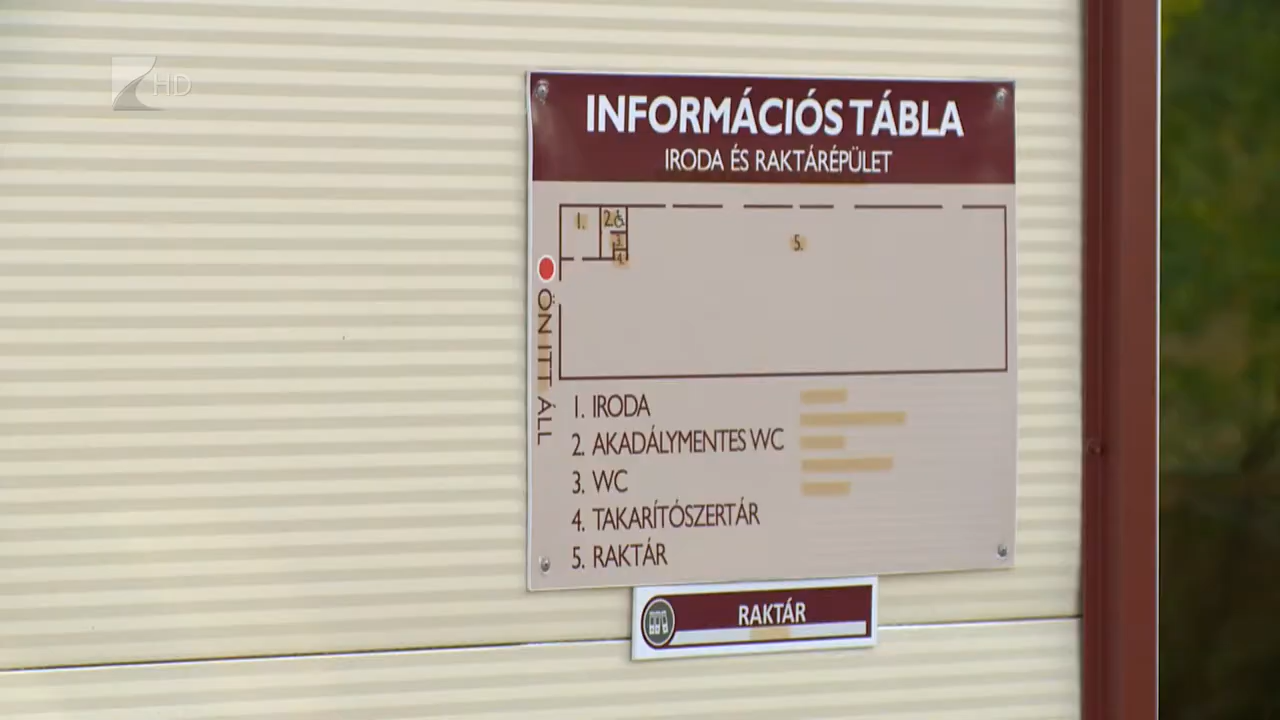 HD
INFORMÁCIÓS TÁBLA
IRODA ÉS RAKTÁRÉPÜLET
1.
2.
3.
4.
5.
ÖN ITT ÁLL
1. IRODA
2. AKADÁLYMENTES WC
3. WC
4. TAKARÍTÓSZERTÁR
5. RAKTÁR
RAKTÁR